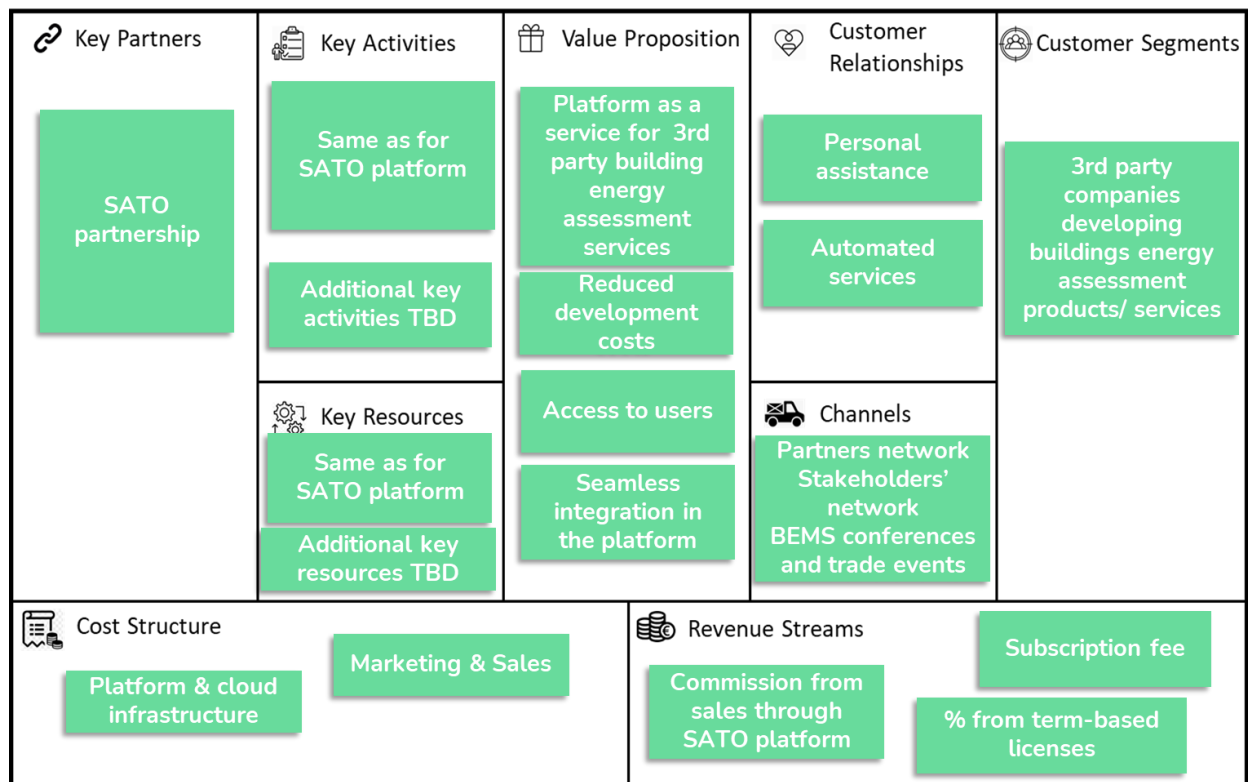 Key Partners
SATO
partnership
Key Activities
Same as for
SATO platform
Additional key
activities TBD
Key Resources
Same as for
SATO platform
Additional key
resources TBD
Value Proposition
Platform as a
service for 3rd
party building
energy
assessment
services
Reduced
development
costs
Access to users
Seamless
integration in
the platform
Customer
Relationships
Personal
assistance
Automated
services
Channels
Partners network
Stakeholders’
network
BEMS conferences
and trade events
Customer Segments
3rd party
companies
developing
buildings energy
assessment
products/ services
Cost Structure
Platform & cloud
infrastructure
Marketing & Sales
Revenue Streams
Commission from
sales through
SATO platform
Subscription fee
% from term-based
licenses